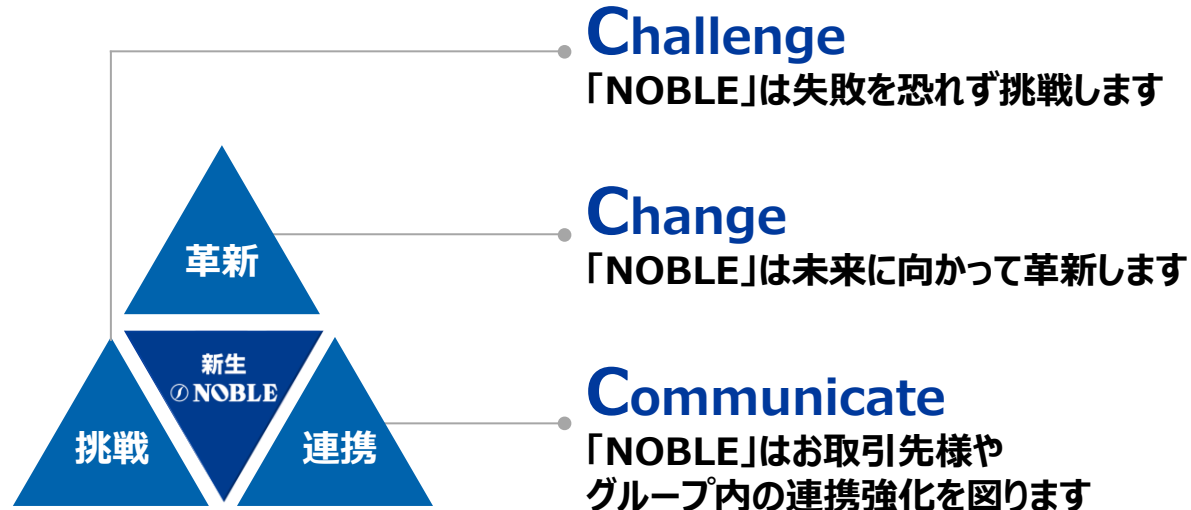 Challenge
「NOBLE」は失敗を恐れず挑戦します
Change
「NOBLE」は未来に向かって革新します
Communicate
「NOBLE」はお取引先様や
グループ内の連携強化を図ります
革新
新生
NOBLE
挑戦
連携